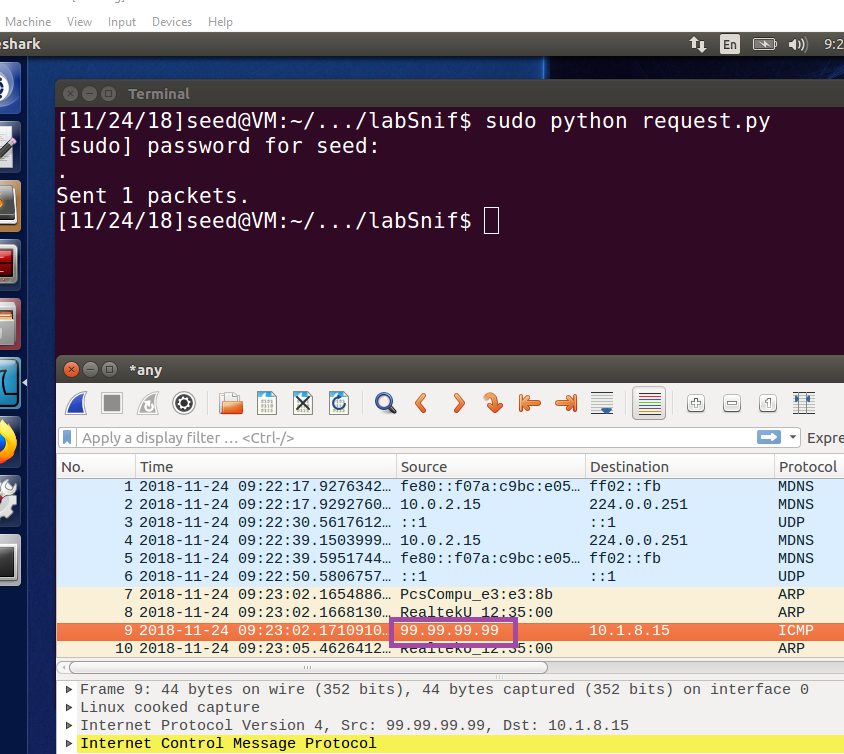 Machine View Input Devices Help
eshark
En
9:2
Terminal
[11/24/18]seed@VM:~/.../labSnif$ sudo python request.py
[sudo] password for seed:
.
Sent 1 packets.
[11/24/18]seed@VM:~/.../labSnif$
*any
Apply a display filter … <Ctrl-/>
Expre
No. Time Source Destination Protocol
1 2018-11-24 09:22:17.9276342… fe80::f07a:c9bc:e05… ff02::fb MDNS
2 2018-11-24 09:22:17.9292760… 10.0.2.15 224.0.0.251 MDNS
3 2018-11-24 09:22:30.5617612… ::1 ::1 UDP
4 2018-11-24 09:22:39.1503999… 10.0.2.15 224.0.0.251 MDNS
5 2018-11-24 09:22:39.5951744… fe80::f07a:c9bc:e05… ff02::fb MDNS
6 2018-11-24 09:22:50.5806757… ::1 ::1 UDP
7 2018-11-24 09:23:02.1654886… PcsCompu_e3:e3:8b ARP
8 2018-11-24 09:23:02.1668130… RealtekU_12:35:00 ARP
9 2018-11-24 09:23:02.1710910… 99.99.99.99 10.1.8.15 ICMP
10 2018-11-24 09:23:05.4626412… RealtekU_12:35:00 ARP
Frame 9: 44 bytes on wire (352 bits), 44 bytes captured (352 bits) on interface 0
Linux cooked capture
Internet Protocol Version 4, Src: 99.99.99.99, Dst: 10.1.8.15
Internet Control Message Protocol